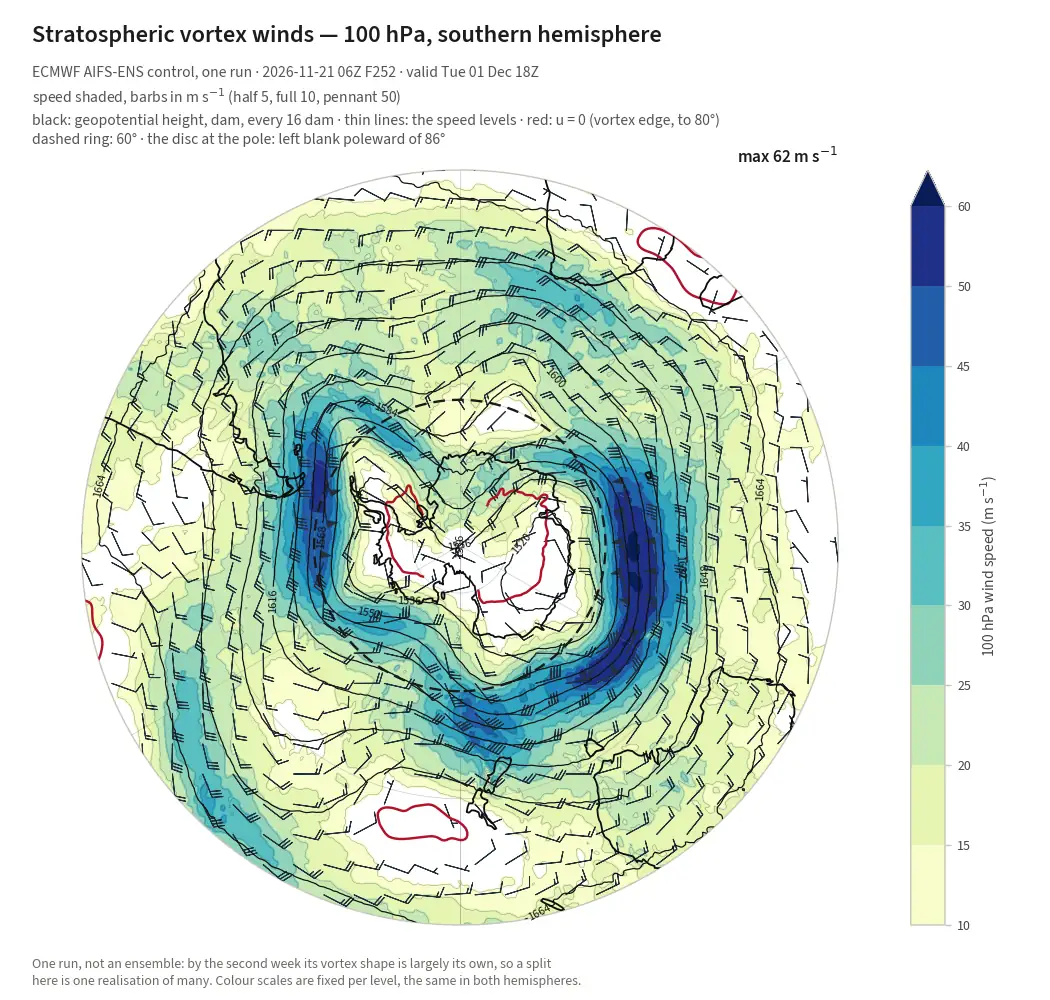 Stratospheric vortex winds — 100 hPa, southern hemisphere
ECMWF AIFS-ENS control, one run · 2026-11-21 06Z F252 · valid Tue 01 Dec 18Z
speed shaded, barbs in m s⁻¹ (half 5, full 10, pennant 50)
black: geopotential height, dam, every 16 dam · thin lines: the speed levels · red: u = 0 (vortex edge, to 80°)
dashed ring: 60° · the disc at the pole: left blank poleward of 86°
max 62 m s⁻¹
60
50
45
40
35
30
25
20
15
10
100 hPa wind speed (m s⁻¹)
1600
1584
1664
1664
1568
1520
1536
1552
1616
1648
1664
One run, not an ensemble: by the second week its vortex shape is largely its own, so a split
here is one realisation of many. Colour scales are fixed per level, the same in both hemispheres.